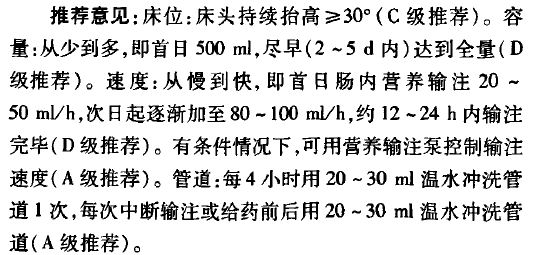 推荐意见:床位:床头持续抬高≥30°(C 级推荐)。容
量:从少到多,即首日 500 ml,尽早(2 ~ 5 d 内)达到全量(D
级推荐)。速度:从慢到快,即首日肠内营养输注 20 ~
50 ml/h,次日起逐渐加至 80 ~ 100 ml/h,约 12 ~ 24 h 内输注
完毕(D 级推荐)。有条件情况下,可用营养输注泵控制输注
速度(A 级推荐)。管道:每 4 小时用 20 ~ 30 ml 温水冲洗管
道 1 次,每次中断输注或给药前后用 20 ~ 30 ml 温水冲洗管
道(A 级推荐)。